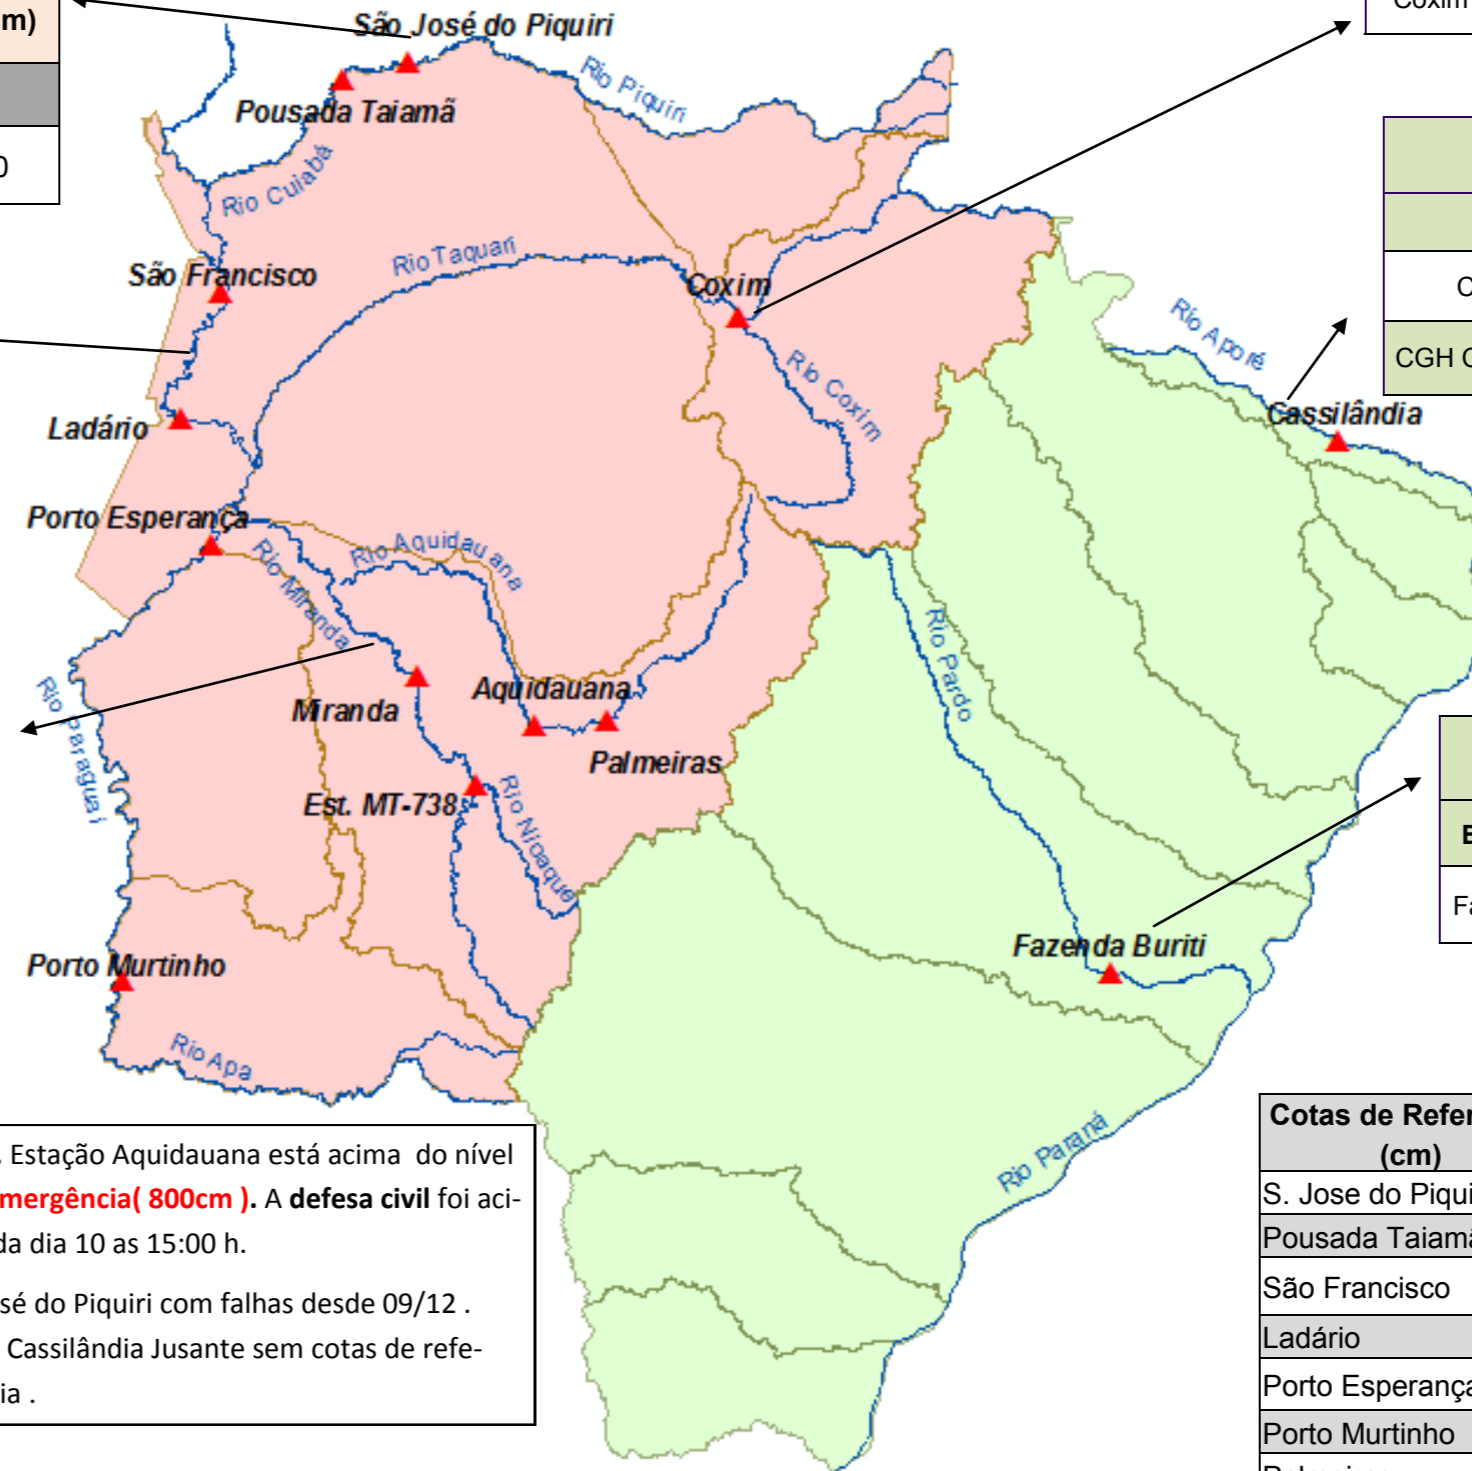 m)
0
Coxim
São José do Piquiri
Pousada Taiamã
Rio Piquiri
Rio Cuiabá
São Francisco
Rio Taquari
Coxim
Rio Coxim
Ladário
Porto Esperança
Rio Aporé
Cassilândia
C
CGH C
Rio Miranda
Rio Aquidauana
Rio Pardo
Rio Paraguai
Miranda
Aquidauana
Palmeiras
Est. MT-738
Rio Nioaque
E
Fa
Fazenda Buriti
Porto Murtinho
Rio Apa
Rio Paraná
. Estação Aquidauana está acima do nível
mergência( 800cm ). A defesa civil foi aci-
da dia 10 as 15:00 h.
sé do Piquiri com falhas desde 09/12 .
Cassilândia Jusante sem cotas de refe-
ia .
Cotas de Refer
(cm)
S. Jose do Piqui
Pousada Taiamã
São Francisco
Ladário
Porto Esperança
Porto Murtinho